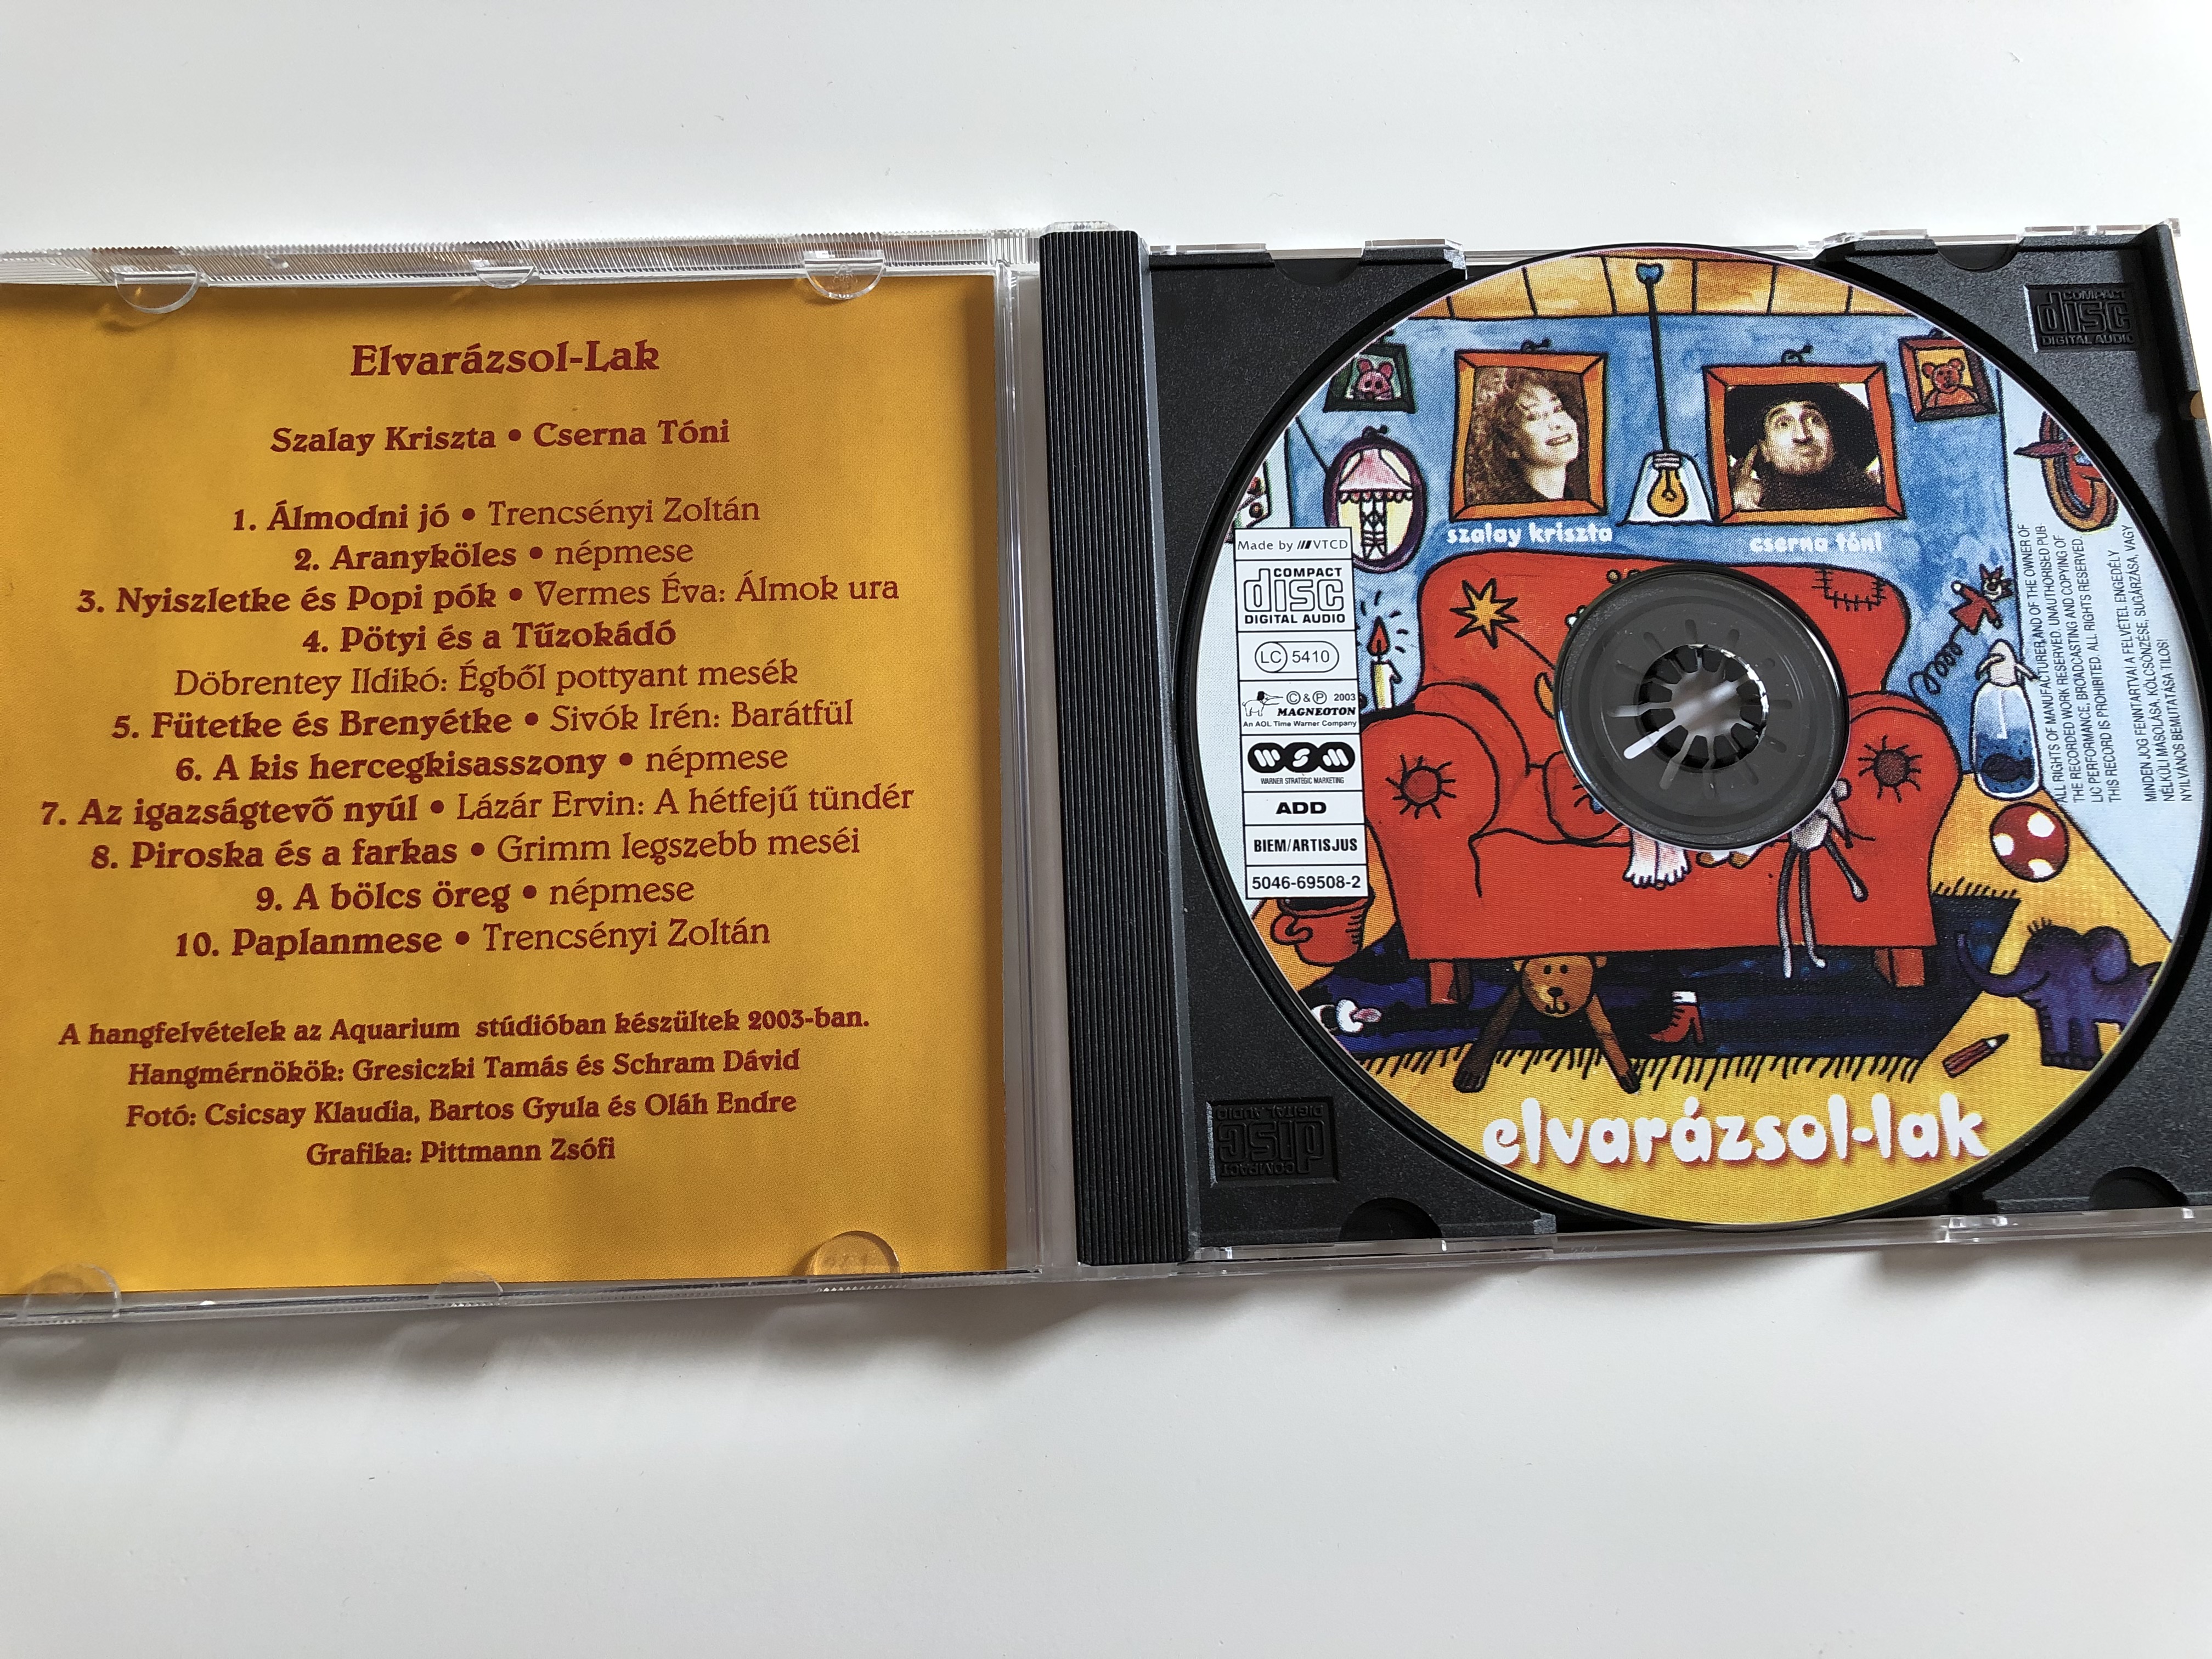 Elvarázsol-Lak
Szalay Kriszta • Cserna Tóni
1. Álmodni jó • Trencsényi Zoltán
2. Aranyköles • népmese
3. Nyiszletke és Popi pók • Vermes Éva: Álmok ura
4. Pötyi és a Tűzokádó
Döbrentey Ildikó: Égből pottyant mesék
5. Fütetke és Brenyétke • Sivók Irén: Barátfül
6. A kis hercegkisasszony • népmese
7. Az igazságtevő nyúl • Lázár Ervin: A hétfejű tündér
8. Piroska és a farkas • Grimm legszebb meséi
9. A bölcs öreg • népmese
10. Paplanmese • Trencsényi Zoltán
A hangfelvételek az Aquarium stúdióban készültek 2003-ban.
Hangmérnökök: Gresiczki Tamás és Schram Dávid
Fotó: Csicsay Klaudia, Bartos Gyula és Oláh Endre
Grafika: Pittmann Zsófi
COMPACT
disc
DIGITAL AUDIO
szalay kriszta
cserna tóni
Made by VTCD
COMPACT
disc
DIGITAL AUDIO
LC 5410
© & ℗ 2003
MAGNEOTON
An AOL Time Warner Company
WSM
WARNER STRATEGIC MARKETING
ADD
BIEM/ARTISJUS
5046-69508-2
ALL RIGHTS OF MANUFACTURER AND OF THE OWNER OF
THE RECORDED WORK RESERVED. UNAUTHORISED PUB-
LIC PERFORMANCE, BROADCASTING AND COPYING OF
THIS RECORD IS PROHIBITED. ALL RIGHTS RESERVED.
MINDEN JOG FENNTARTVA! A FELVÉTEL ENGEDÉLY
NÉLKÜLI MÁSOLÁSA, KÖLCSÖNZÉSE, SUGÁRZÁSA, VAGY
NYILVÁNOS BEMUTATÁSA TILOS!
elvarázsol-lak
COMPACT
disc
DIGITAL AUDIO